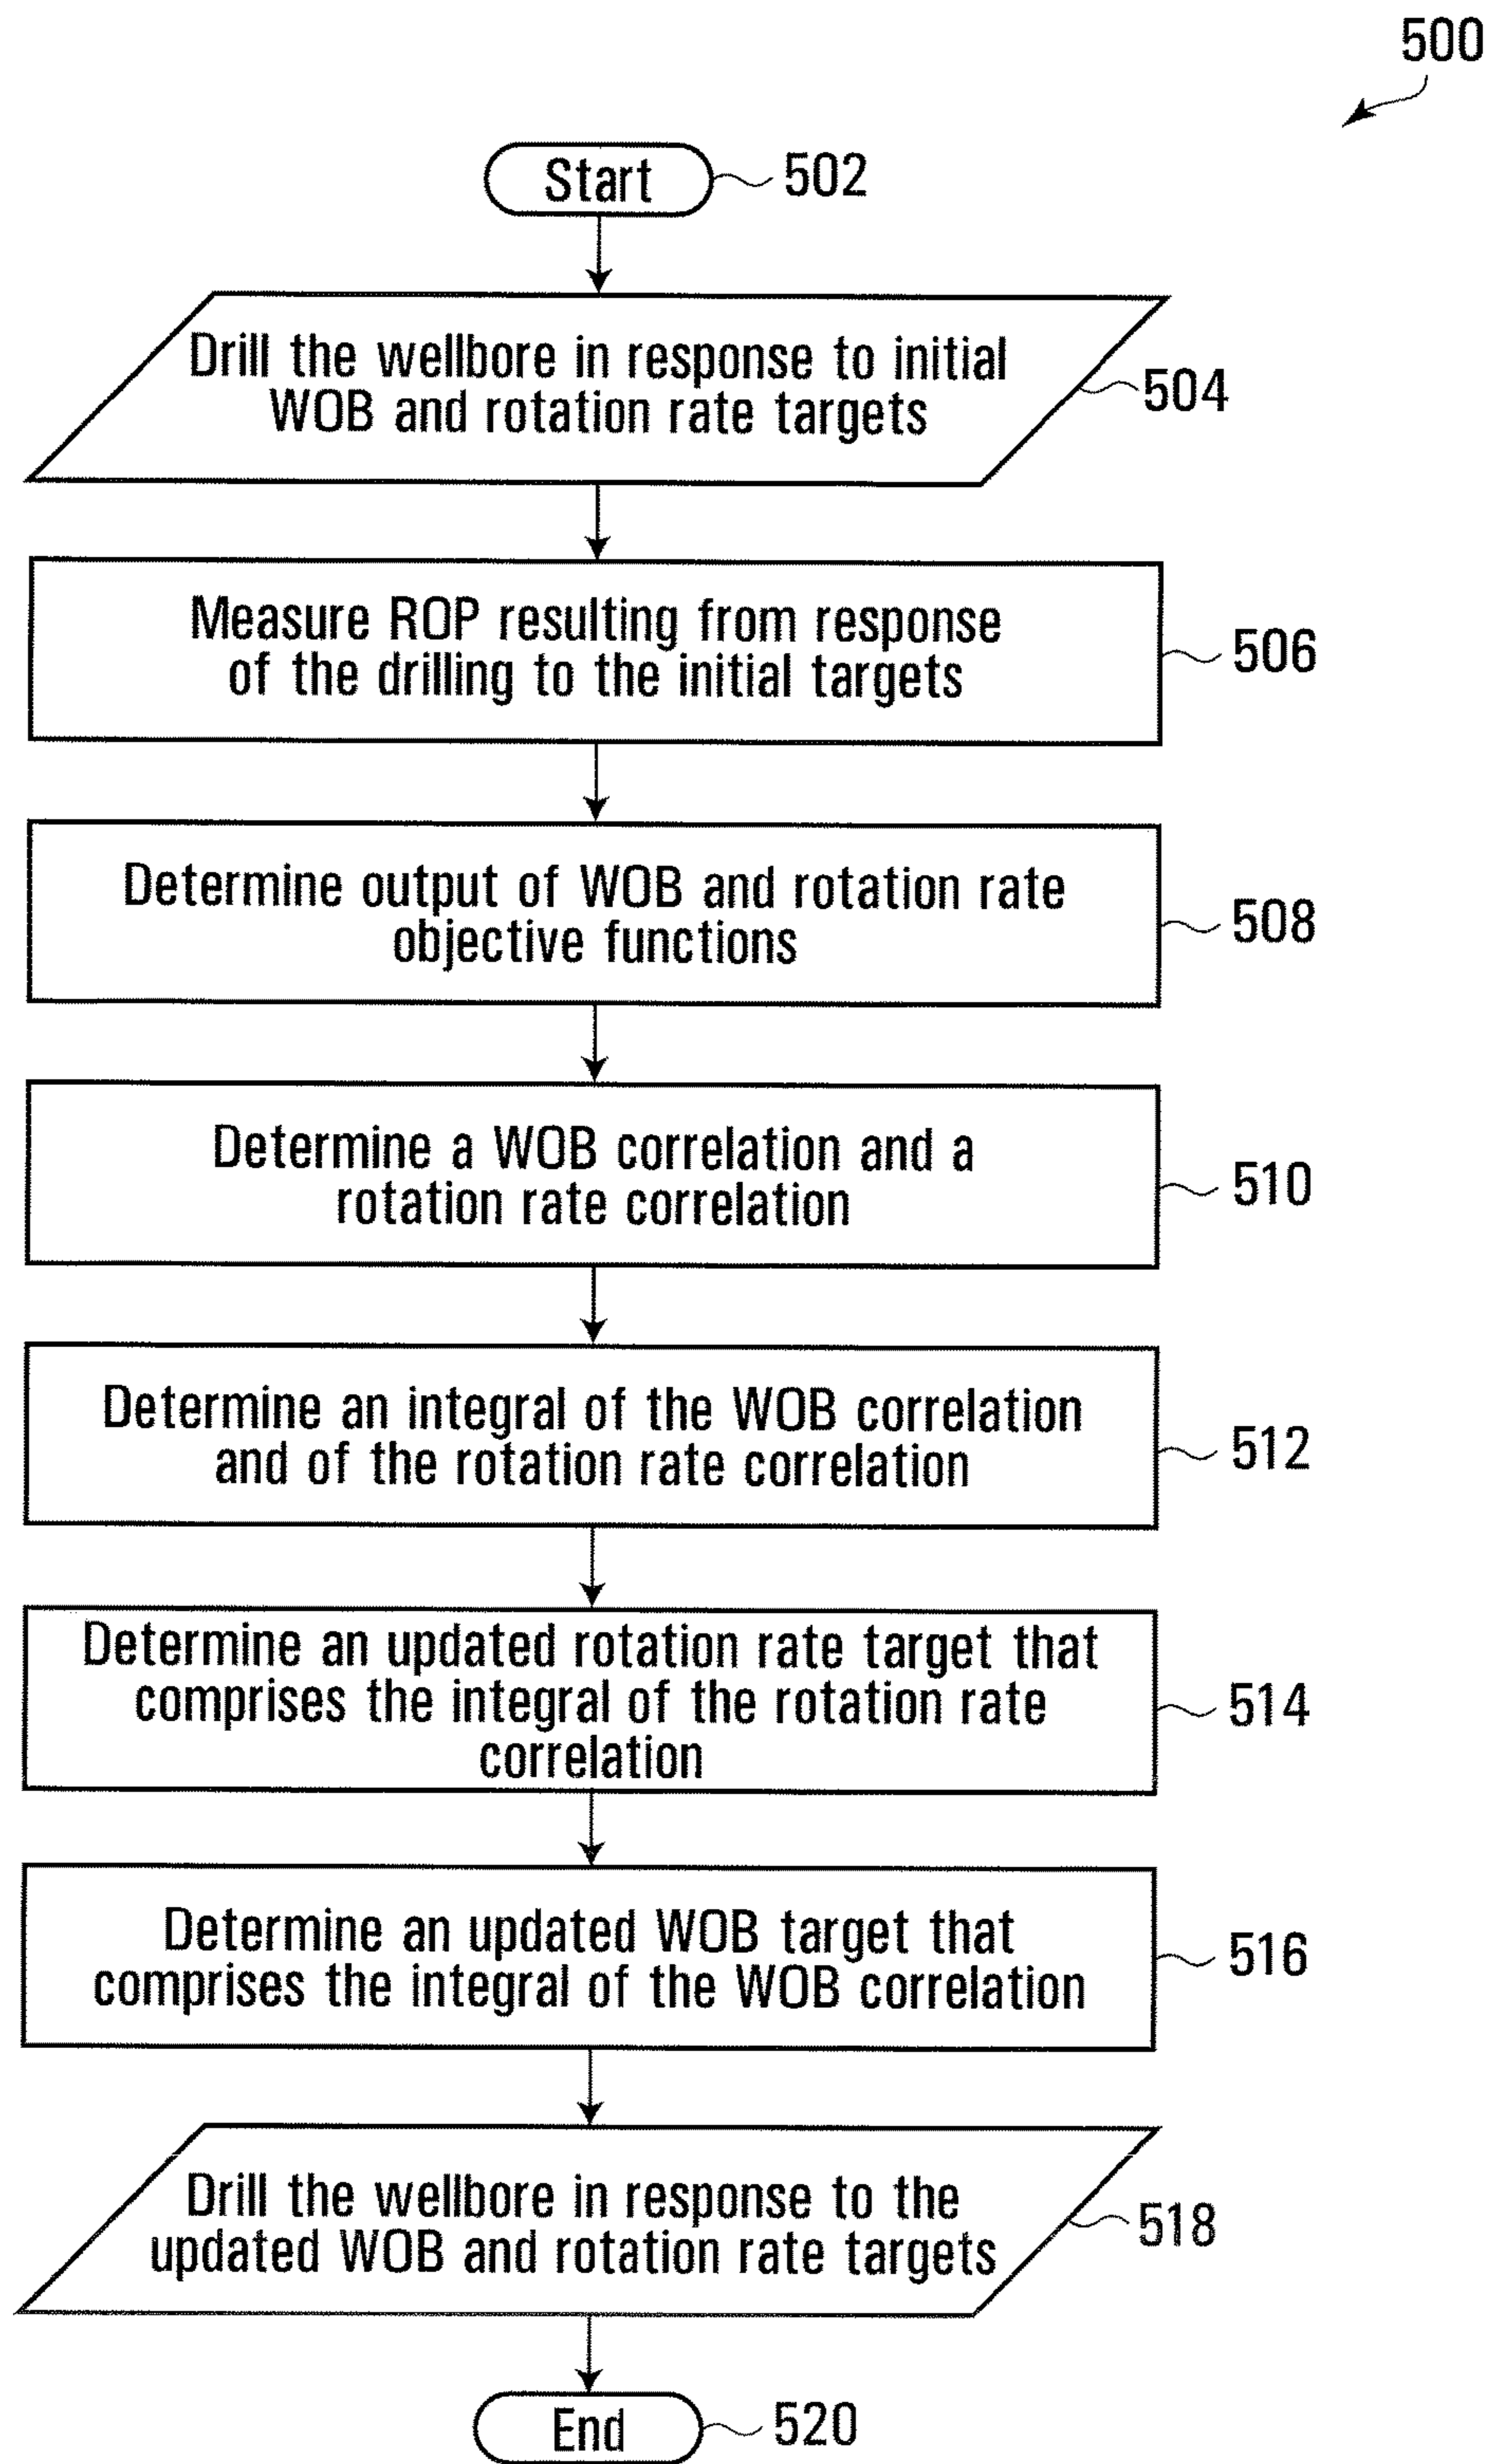 500
Start
502
Drill the wellbore in response to initial
WOB and rotation rate targets
504
Measure ROP resulting from response
of the drilling to the initial targets
506
Determine output of WOB and rotation rate
objective functions
508
Determine a WOB correlation and a
rotation rate correlation
510
Determine an integral of the WOB correlation
and of the rotation rate correlation
512
Determine an updated rotation rate target that
comprises the integral of the rotation rate
correlation
514
Determine an updated WOB target that
comprises the integral of the WOB correlation
516
Drill the wellbore in response to the
updated WOB and rotation rate targets
518
End
520